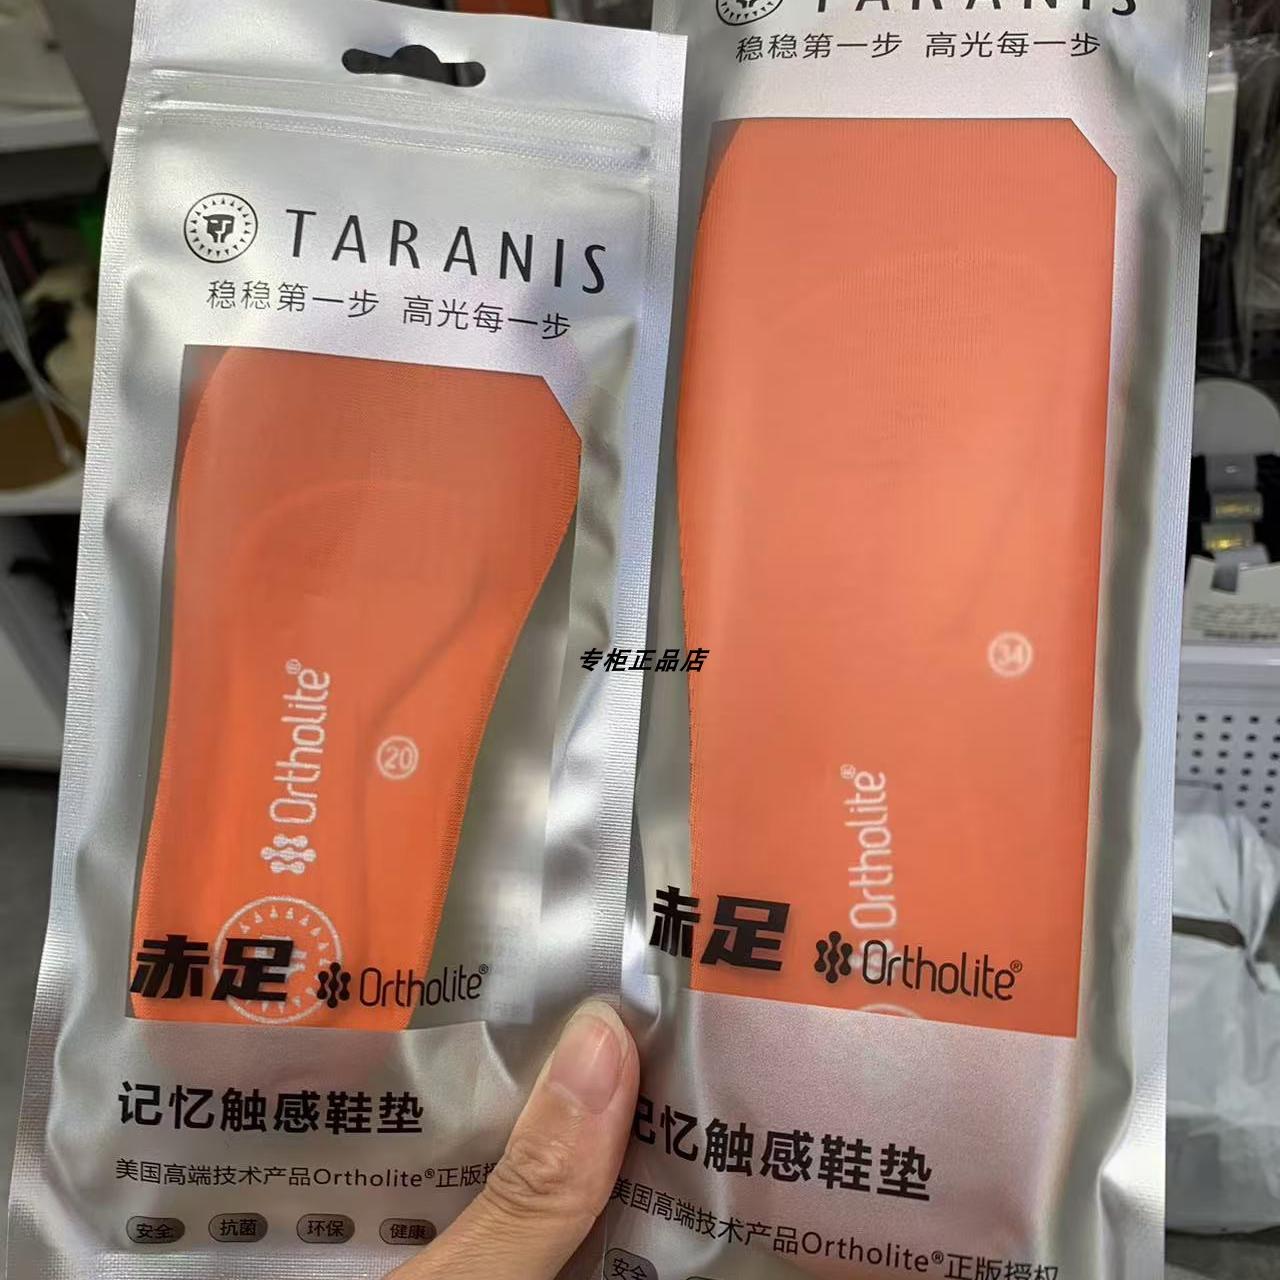 TARANIS
稳稳第一步 高光每一步
Ortholite®
20
赤足 Ortholite®
记忆触感鞋垫
美国高端技术产品Ortholite®正版
安全 抗菌 环保 健康
TARANIS
稳稳第一步 高光每一步
34
Ortholite®
赤足 Ortholite®
记忆触感鞋垫
美国高端技术产品Ortholite®正版授权
安全
专柜正品店